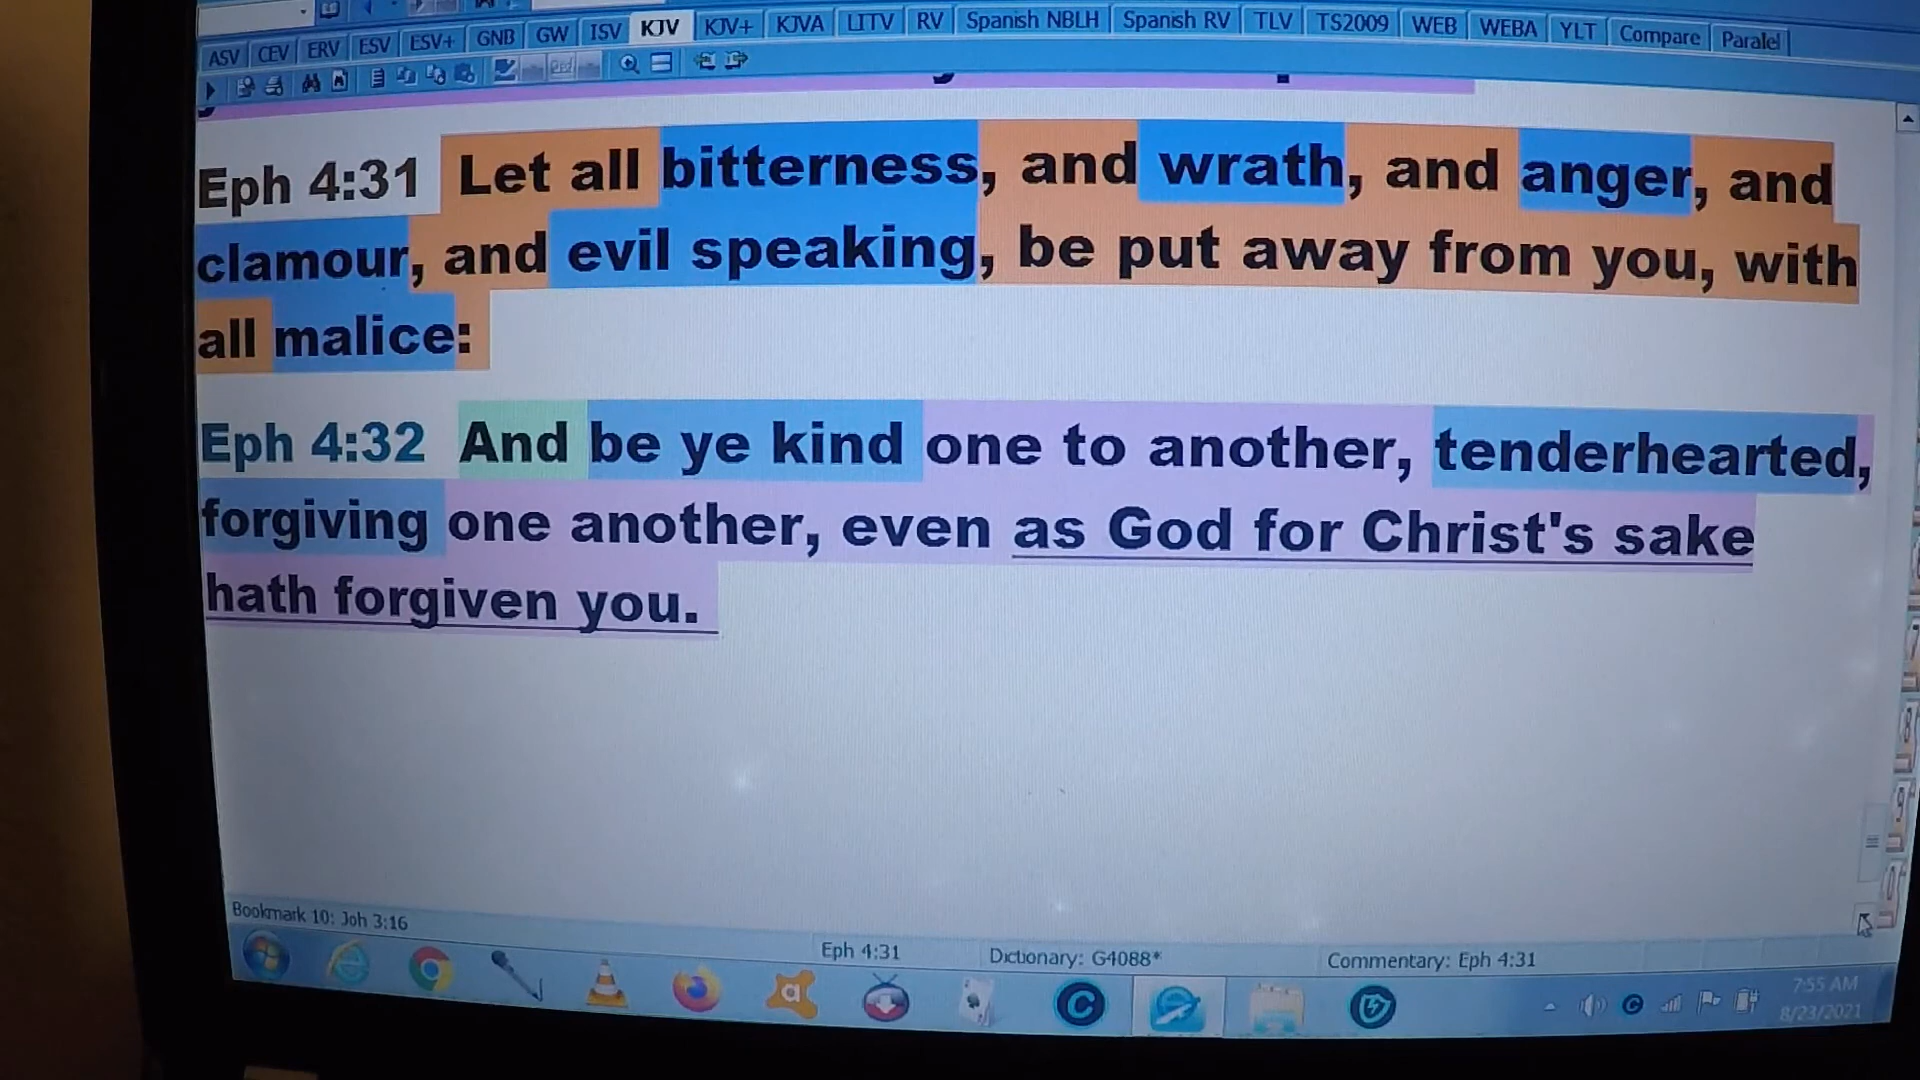 ASV CEV ERV ESV ESV+ GNB GW ISV KJV KJV+ KJVA LITV RV Spanish NBLH Spanish RV TLV TS2009 WEB WEBA YLT Compare Parallel
Eph 4:31 Let all bitterness, and wrath, and anger, and
clamour, and evil speaking, be put away from you, with
all malice:
Eph 4:32 And be ye kind one to another, tenderhearted,
forgiving one another, even as God for Christ's sake
hath forgiven you.
Bookmark 10: Joh 3:16
Eph 4:31 Dictionary: G4088* Commentary: Eph 4:31
7:55 AM
8/23/2021